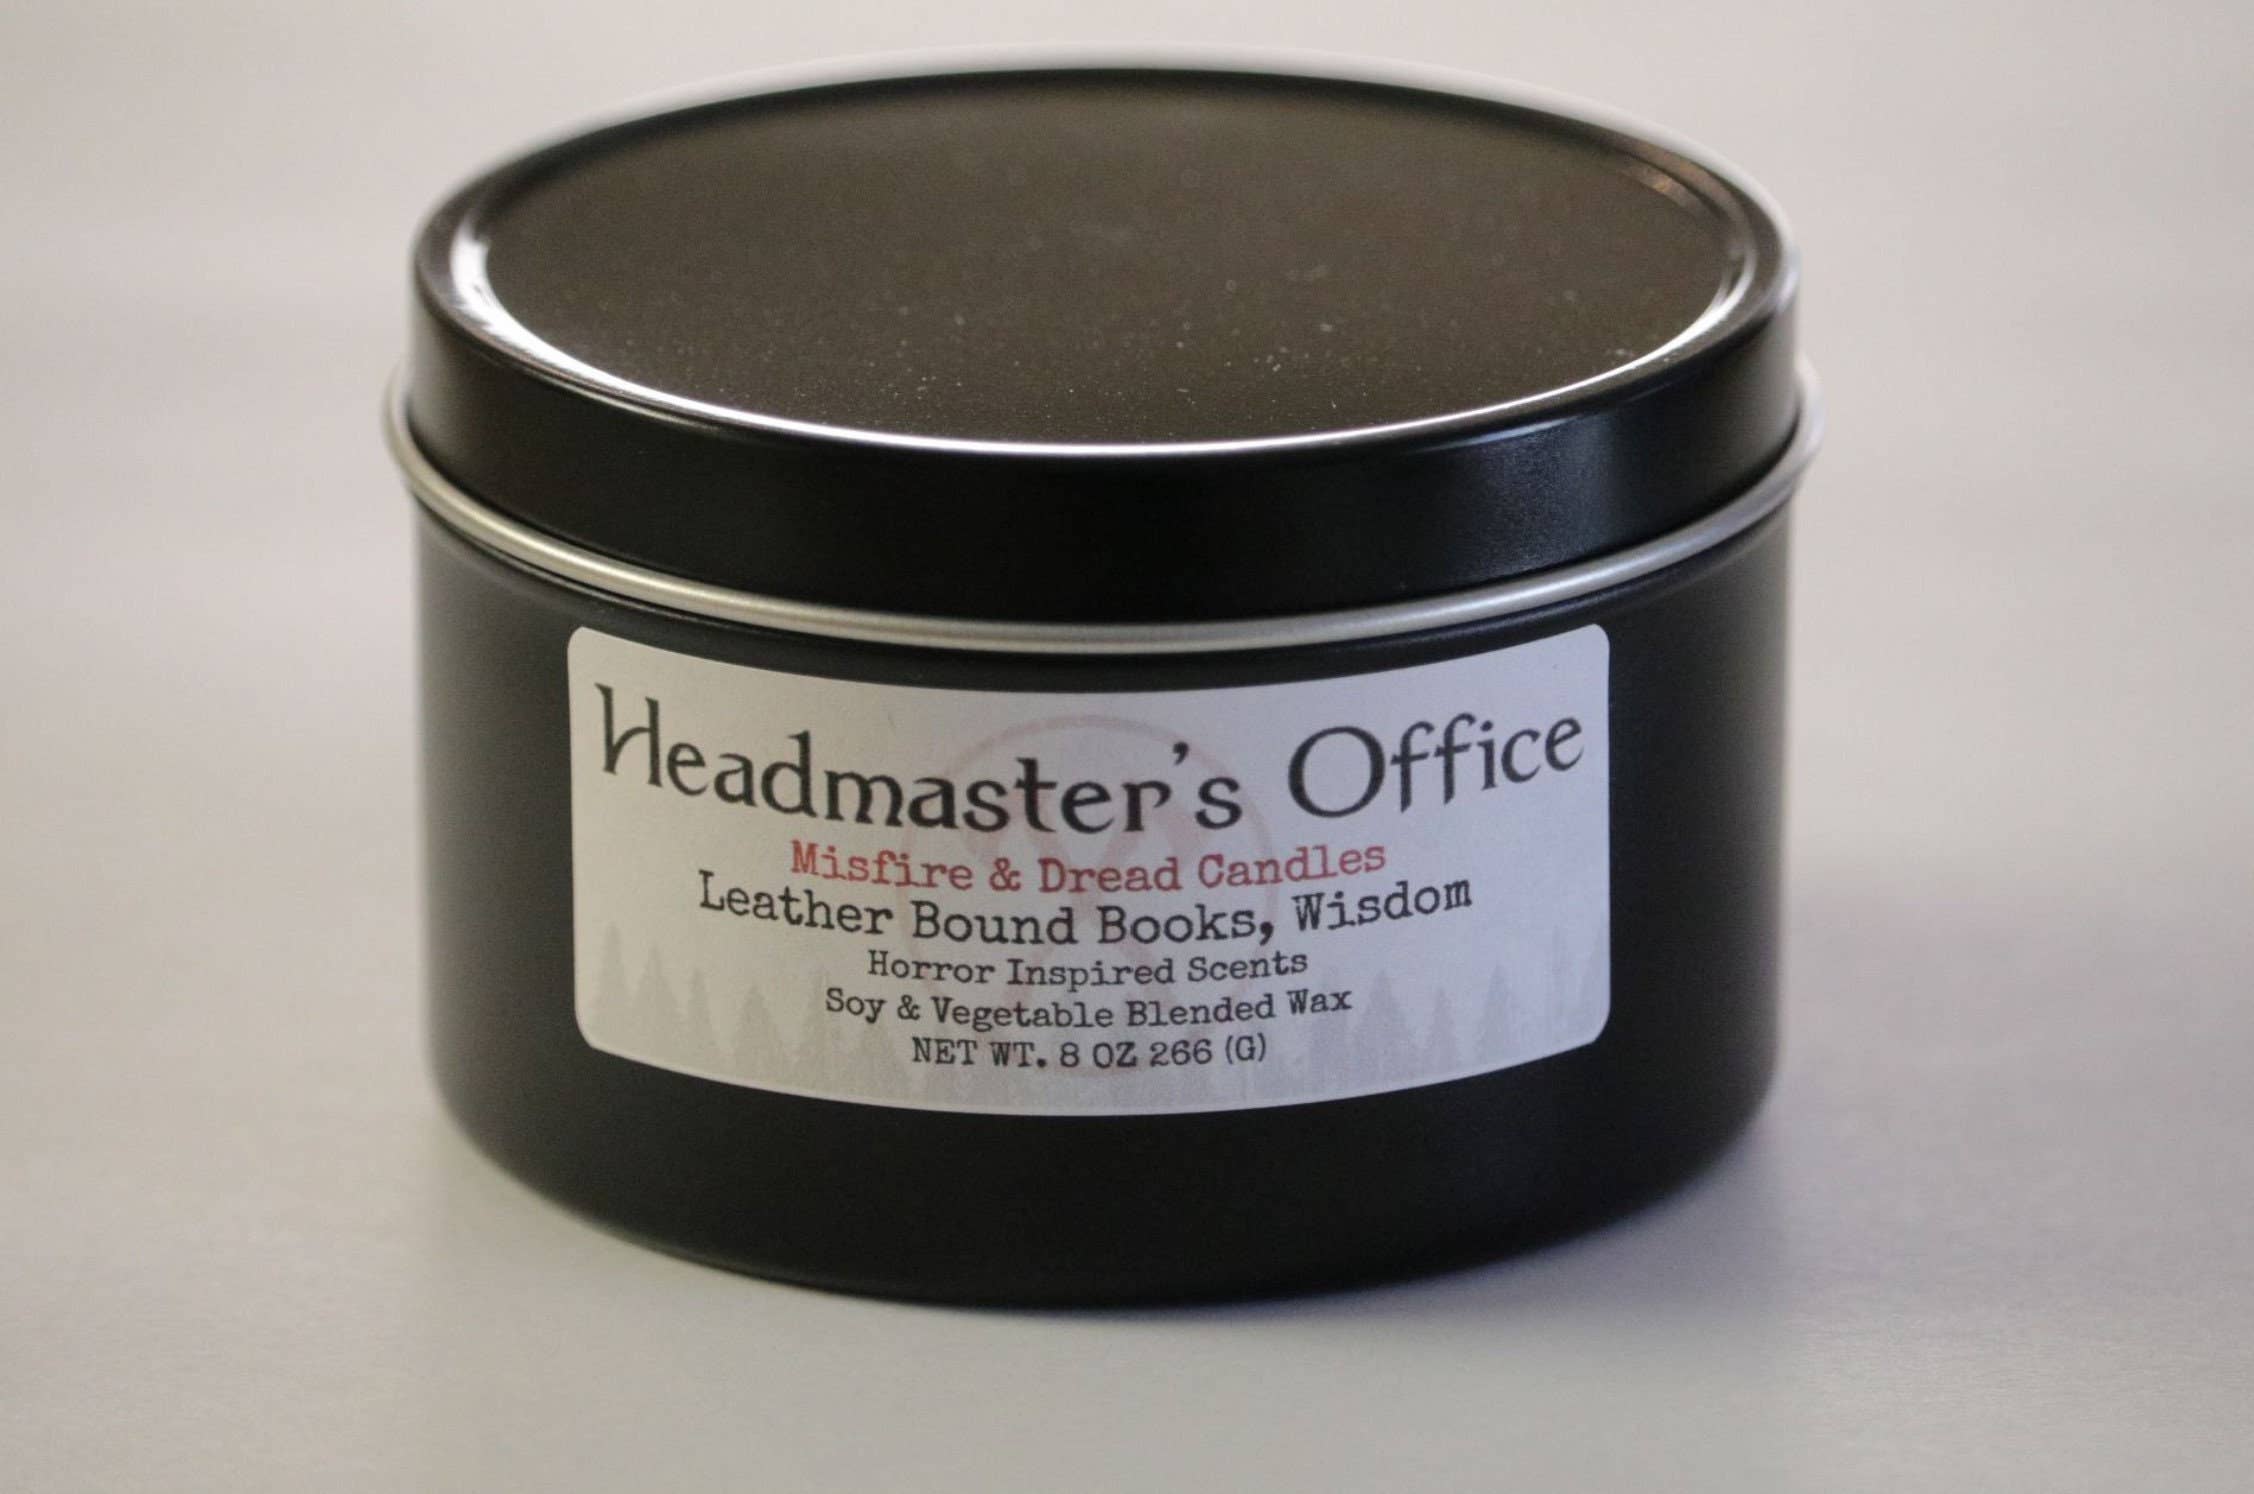 Headmaster's Office
Misfire & Dread Candles
Leather Bound Books, Wisdom
Horror Inspired Scents
Soy & Vegetable Blended Wax
NET WT. 8 OZ 266 (G)